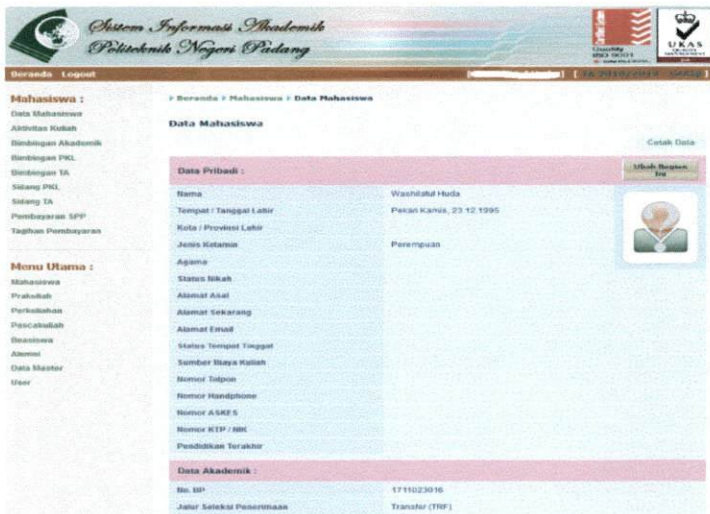 Sistem Informasi Akademik
Politeknik Negeri Padang
Quality
ISO 9001
UKAS
Beranda Logout
Mahasiswa :
Data Mahasiswa
Aktivitas Kuliah
Bimbingan Akademik
Bimbingan PKL
Bimbingan TA
Sidang PKL
Sidang TA
Pembayaran SPP
Tagihan Pembayaran
Menu Utama :
Mahasiswa
Prakuliah
Perkuliahan
Pascakuliah
Beasiswa
Alumni
Data Master
User
Beranda Mahasiswa Data Mahasiswa
Data Mahasiswa
Cetak Data
Data Pribadi :
Ubah Bagian
Ini
Nama Washilatul Huda
Tempat / Tanggal Lahir Pekan Kamis, 23.12.1995
Kota / Provinsi Lahir
Jenis Kelamin Perempuan
Agama
Status Nikah
Alamat Asal
Alamat Sekarang
Alamat Email
Status Tempat Tinggal
Sumber Biaya Kuliah
Nomor Telpon
Nomor Handphone
Nomor ASKES
Nomor KTP / NIK
Pendidikan Terakhir
Data Akademik :
No. BP 1711023016
Jalur Seleksi Penerimaan Transfer (TRF)